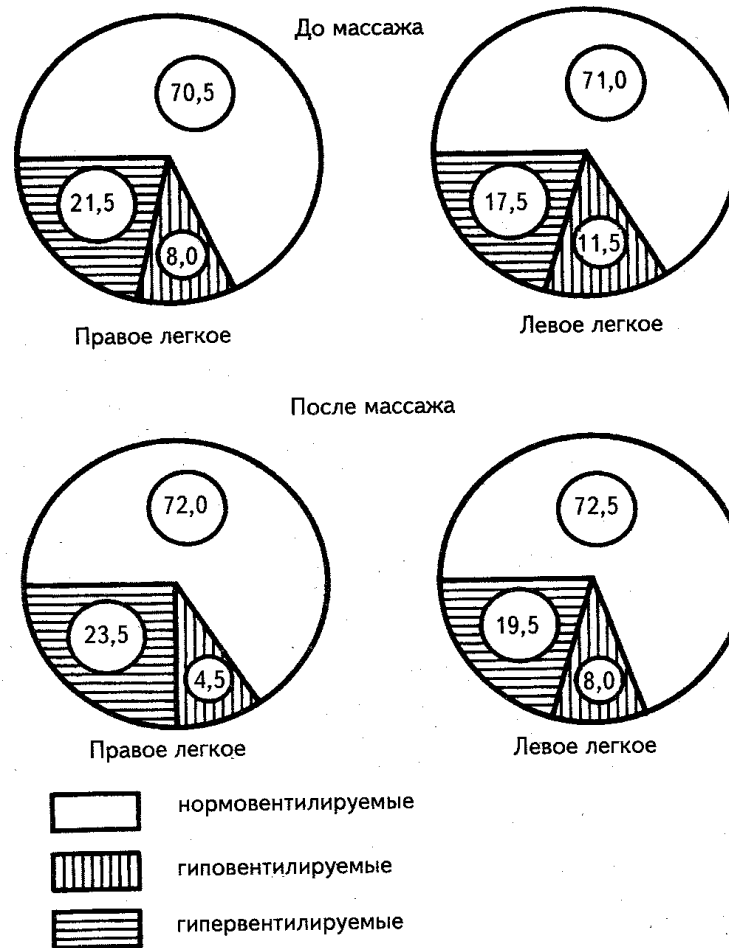 До массажа
70,5
71,0
21,5
8,0
17,5
11,5
Правое легкое
Левое легкое
После массажа
72,0
72,5
23,5
4,5
19,5
8,0
Правое легкое
Левое легкое
нормовентилируемые
гиповентилируемые
гипервентилируемые